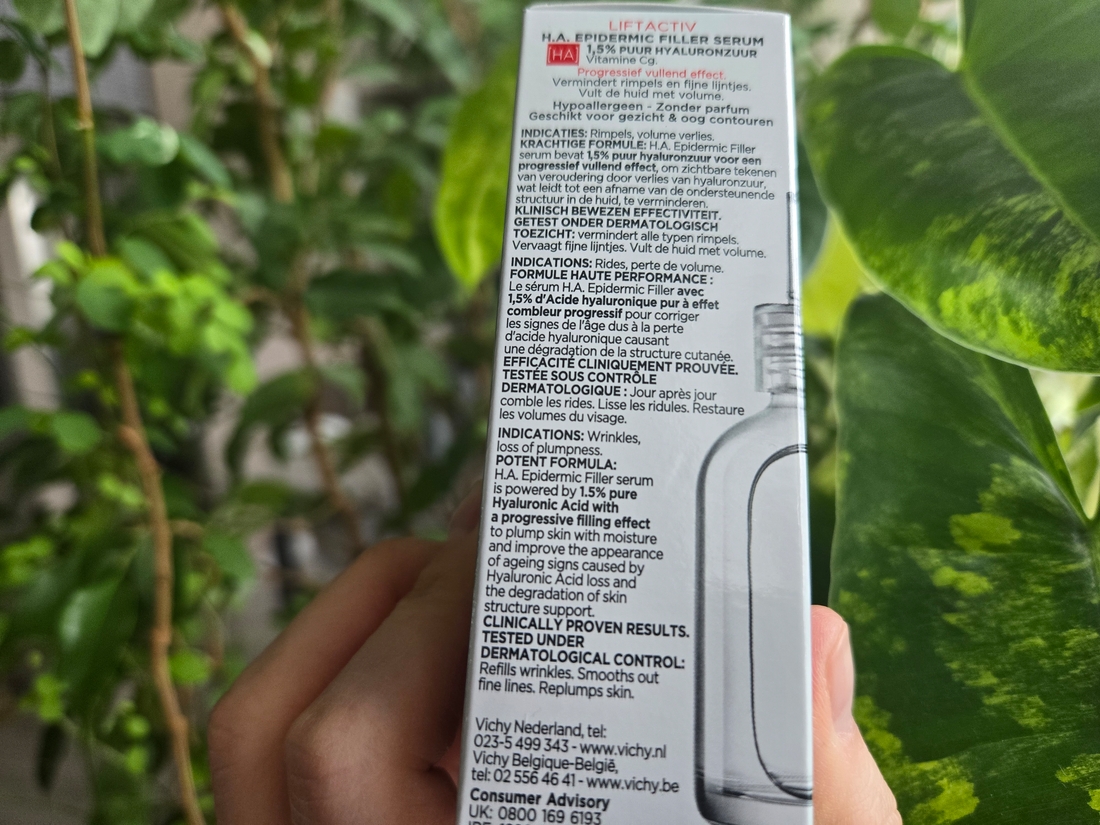 LIFTACTIV
H.A. EPIDERMIC FILLER SERUM
[HA] 1,5% PUUR HYALURONZUUR
Vitamine Cg.
Progressief vullend effect.
Vermindert rimpels en fijne lijntjes.
Vult de huid met volume.
Hypoallergeen - Zonder parfum
Geschikt voor gezicht & oog contouren
INDICATIES: Rimpels, volume verlies.
KRACHTIGE FORMULE: H.A. Epidermic Filler
serum bevat 1,5% puur hyaluronzuur voor een
progressief vullend effect, om zichtbare tekenen
van veroudering door verlies van hyaluronzuur,
wat leidt tot een afname van de ondersteunende
structuur in de huid, te verminderen.
KLINISCH BEWEZEN EFFECTIVITEIT.
GETEST ONDER DERMATOLOGISCH
TOEZICHT: vermindert alle typen rimpels.
Vervaagt fijne lijntjes. Vult de huid met volume.
INDICATIONS: Rides, perte de volume.
FORMULE HAUTE PERFORMANCE :
Le sérum H.A. Epidermic Filler avec
1,5% d'Acide hyaluronique pur à effet
combleur progressif pour corriger
les signes de l'âge dus à la perte
d'acide hyaluronique causant
une dégradation de la structure cutanée.
EFFICACITÉ CLINIQUEMENT PROUVÉE.
TESTÉE SOUS CONTRÔLE
DERMATOLOGIQUE : Jour après jour
comble les rides. Lisse les ridules. Restaure
les volumes du visage.
INDICATIONS: Wrinkles,
loss of plumpness.
POTENT FORMULA:
H.A. Epidermic Filler serum
is powered by 1.5% pure
Hyaluronic Acid with
a progressive filling effect
to plump skin with moisture
and improve the appearance
of ageing signs caused by
Hyaluronic Acid loss and
the degradation of skin
structure support.
CLINICALLY PROVEN RESULTS.
TESTED UNDER
DERMATOLOGICAL CONTROL:
Refills wrinkles. Smooths out
fine lines. Replumps skin.
Vichy Nederland, tel:
023-5 499 343 - www.vichy.nl
Vichy Belgique-België,
tel: 02 556 46 41 - www.vichy.be
Consumer Advisory
UK: 0800 169 6193